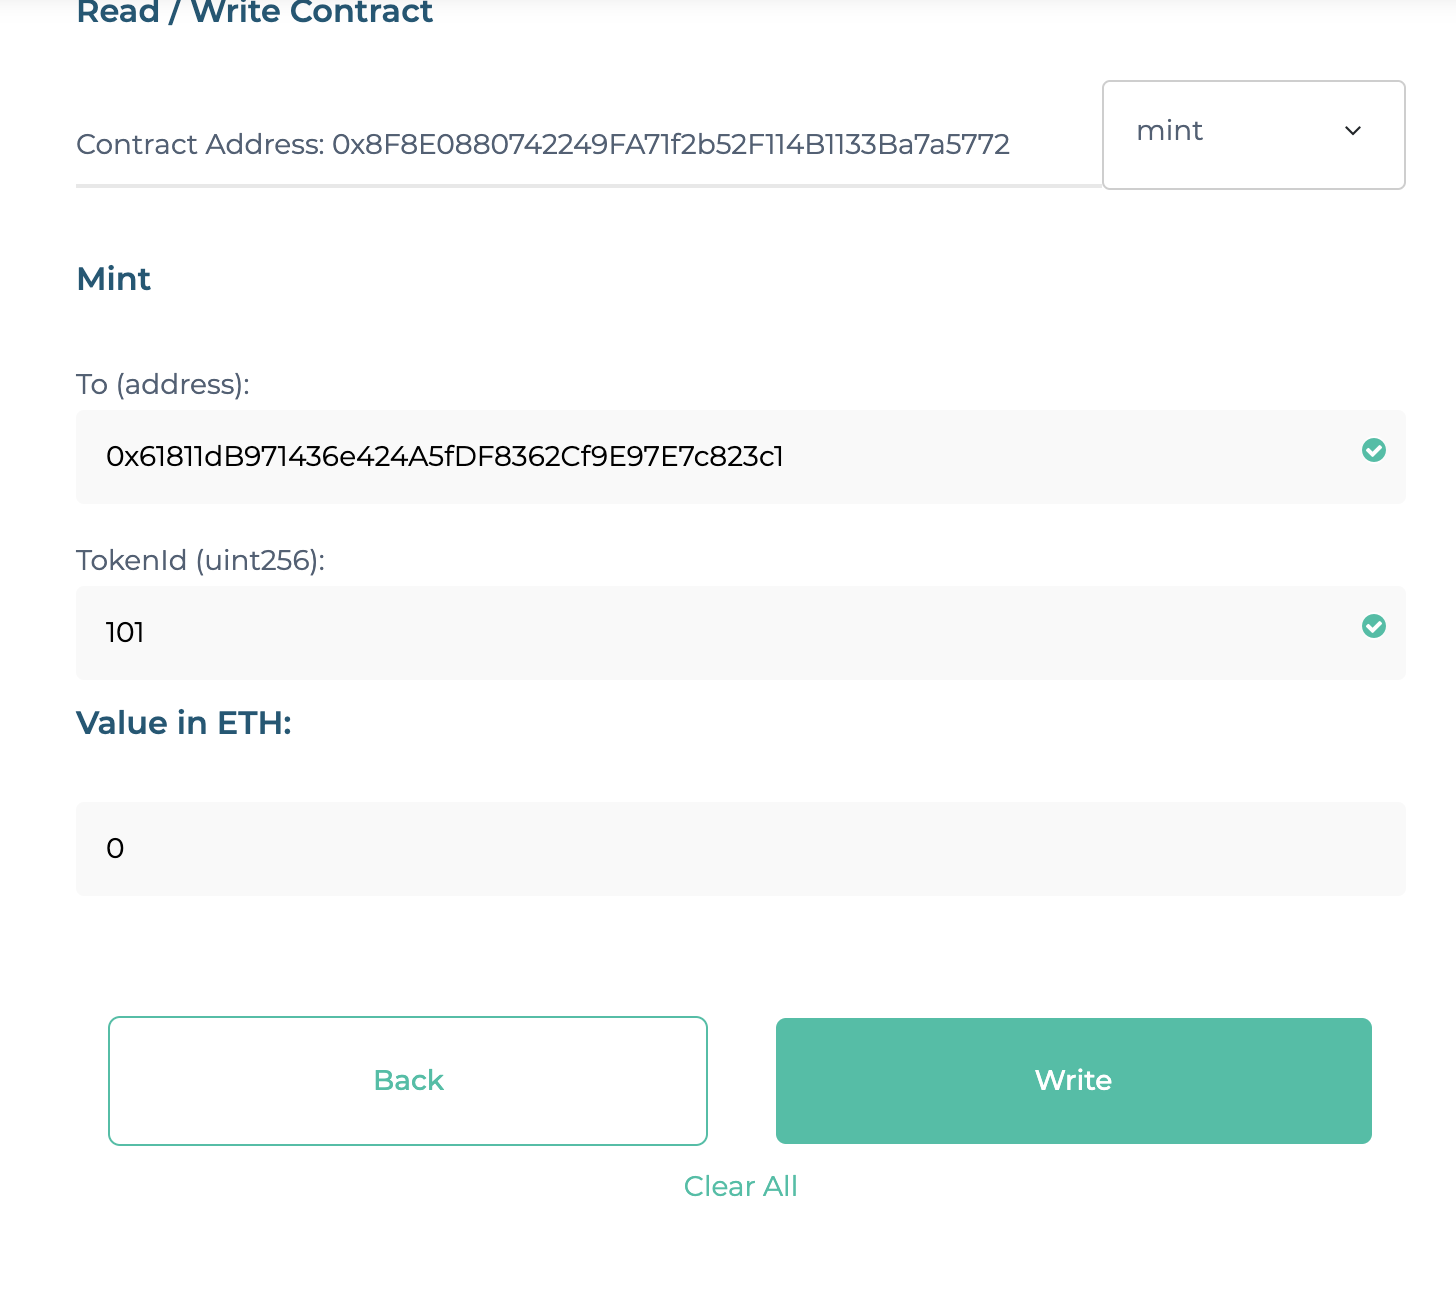 Read / Write Contract
Contract Address: 0x8F8E0880742249FA71f2b52F114B1133Ba7a5772
mint
Mint
To (address):
0x61811dB971436e424A5fDF8362Cf9E97E7c823c1
TokenId (uint256):
101
Value in ETH:
0
Back
Write
Clear All